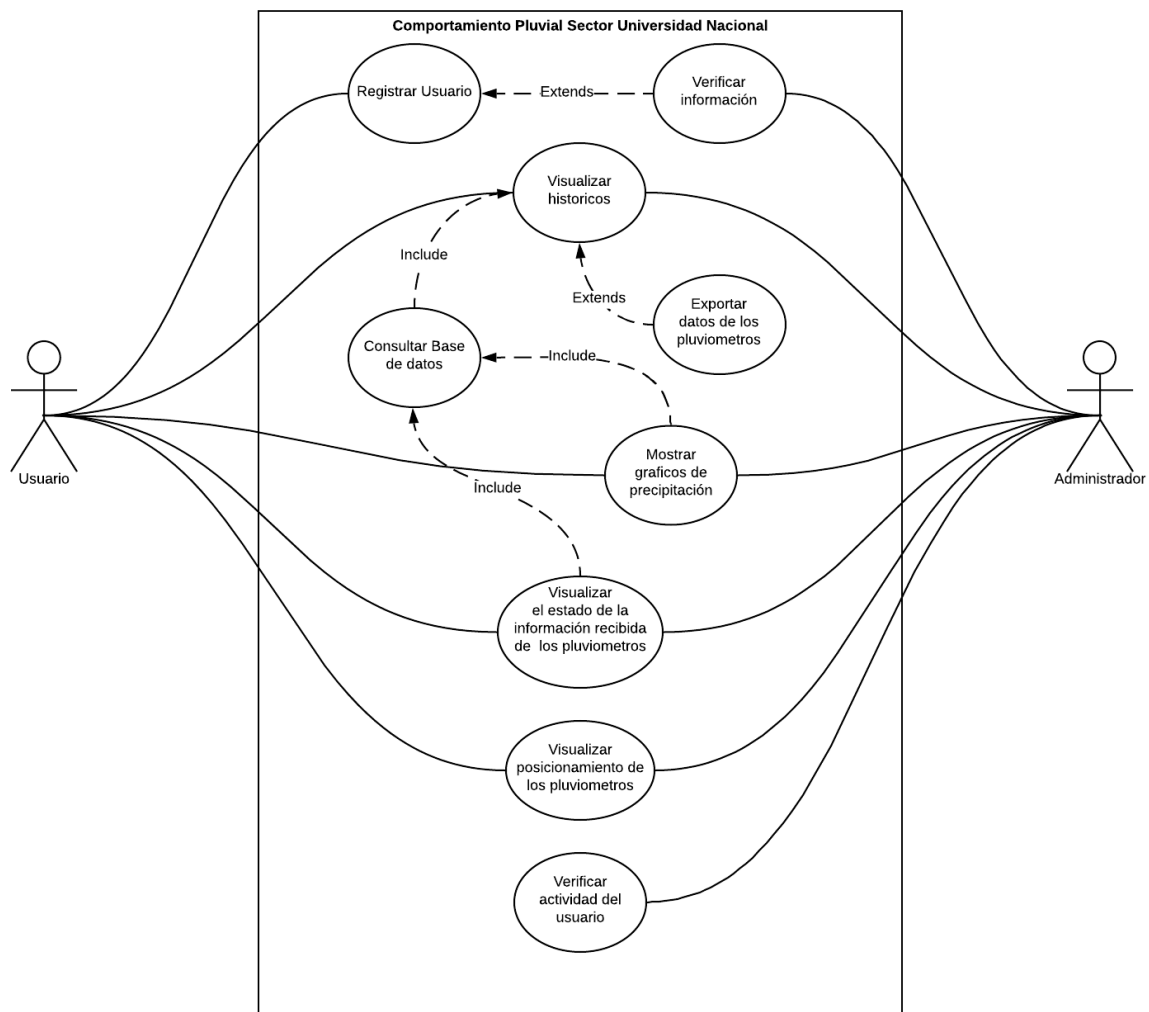 Comportamiento Pluvial Sector Universidad Nacional
Registrar Usuario
Extends
Verificar
información
Visualizar
historicos
Include
Extends
Exportar
datos de los
pluviometros
Consultar Base
de datos
Include
Mostrar
graficos de
precipitación
Include
Usuario
Administrador
Visualizar
el estado de la
información recibida
de los pluviometros
Visualizar
posicionamiento de
los pluviometros
Verificar
actividad del
usuario